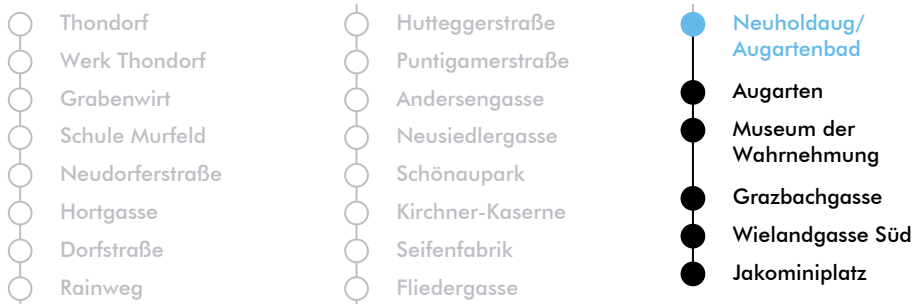 Thondorf
Werk Thondorf
Grabenwirt
Schule Murfeld
Neudorferstraße
Hortgasse
Dorfstraße
Rainweg
Hutteggerstraße
Puntigamerstraße
Andersengasse
Neusiedlergasse
Schönaupark
Kirchner-Kaserne
Seifenfabrik
Fliedergasse
Neuholdaug/
Augartenbad
Augarten
Museum der
Wahrnehmung
Grazbachgasse
Wielandgasse Süd
Jakominiplatz